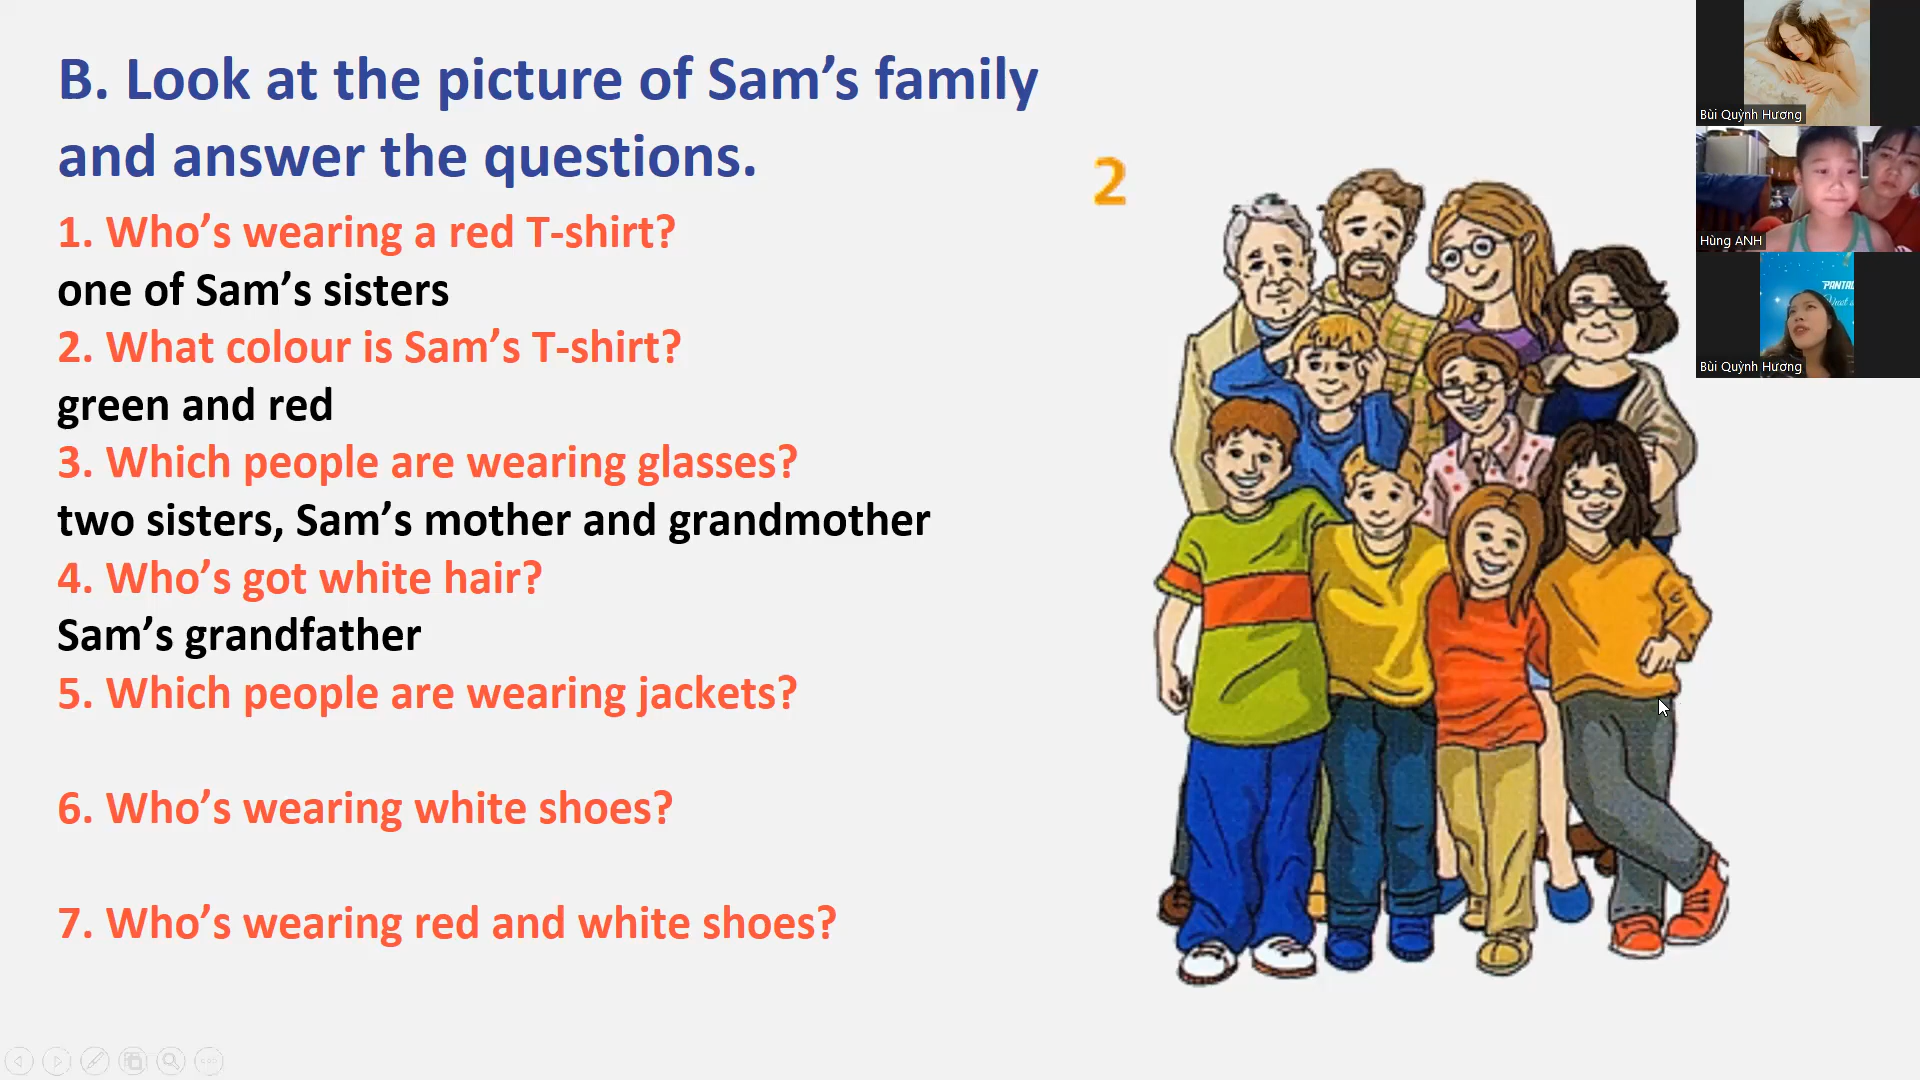 B. Look at the picture of Sam’s family
and answer the questions.
1. Who’s wearing a red T-shirt?
one of Sam’s sisters
2. What colour is Sam’s T-shirt?
green and red
3. Which people are wearing glasses?
two sisters, Sam’s mother and grandmother
4. Who’s got white hair?
Sam’s grandfather
5. Which people are wearing jackets?
6. Who’s wearing white shoes?
7. Who’s wearing red and white shoes?
2
Bùi Quỳnh Hương
Hùng ANH
Bùi Quỳnh Hương